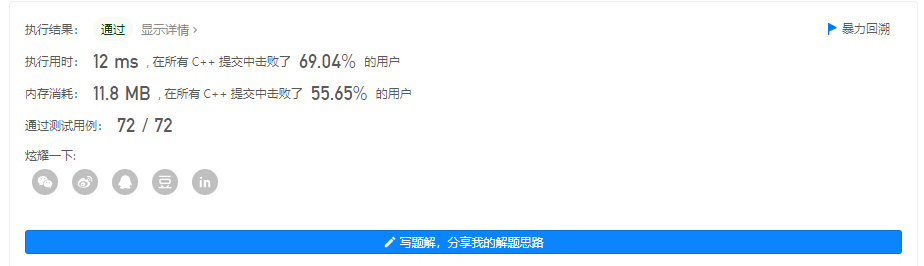 执行结果： 通过 显示详情 › 暴力回溯
执行用时： 12 ms , 在所有 C++ 提交中击败了 69.04% 的用户
内存消耗： 11.8 MB , 在所有 C++ 提交中击败了 55.65% 的用户
通过测试用例： 72 / 72
炫耀一下:
豆 in
写题解，分享我的解题思路